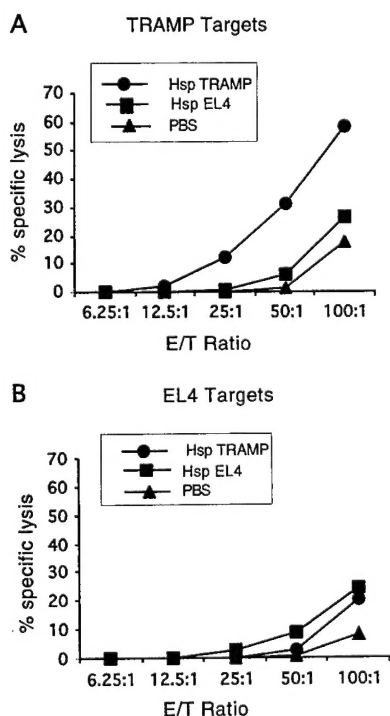 A
TRAMP Targets
Hsp TRAMP
Hsp EL4
PBS
% specific lysis
70
60
50
40
30
20
10
0
6.25:1 12.5:1 25:1 50:1 100:1
E/T Ratio
B
EL4 Targets
Hsp TRAMP
Hsp EL4
PBS
% specific lysis
70
60
50
40
30
20
10
0
6.25:1 12.5:1 25:1 50:1 100:1
E/T Ratio